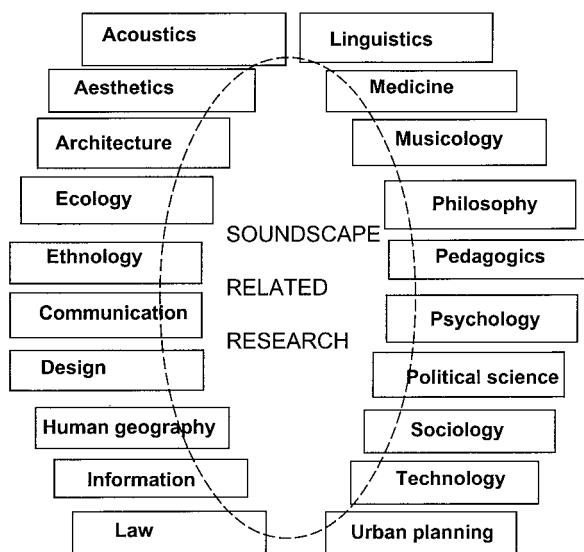 Acoustics
Aesthetics
Architecture
Ecology
Ethnology
Communication
Design
Human geography
Information
Law
SOUNDSCAPE
RELATED
RESEARCH
Linguistics
Medicine
Musicology
Philosophy
Pedagogics
Psychology
Political science
Sociology
Technology
Urban planning